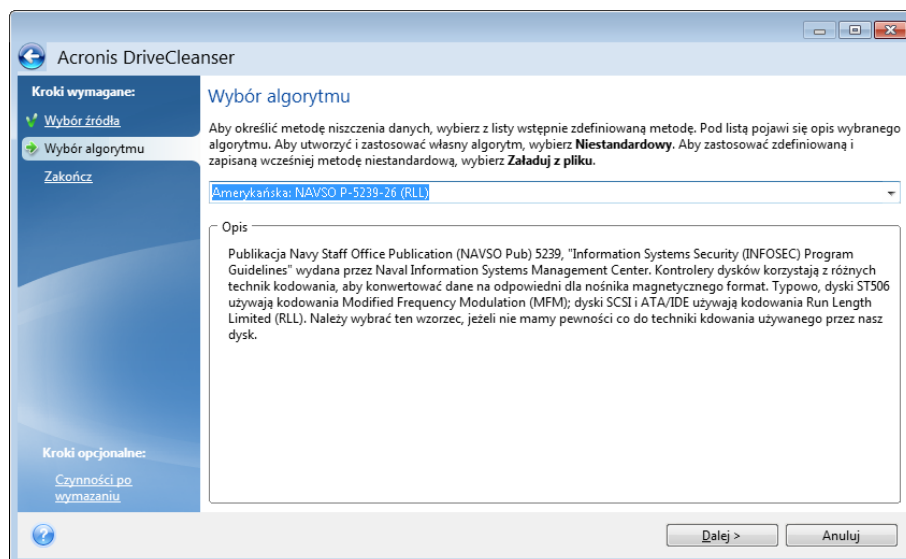 Acronis DriveCleanser
Kroki wymagane:
Wybór źródła
Wybór algorytmu
Zakończ
Kroki opcjonalne:
Czynności po
wymazaniu
Wybór algorytmu
Aby określić metodę niszczenia danych, wybierz z listy wstępnie zdefiniowaną metodę. Pod listą pojawi się opis wybranego
algorytmu. Aby utworzyć i zastosować własny algorytm, wybierz Niestandardowy. Aby zastosować zdefiniowaną i
zapisaną wcześniej metodę niestandardową, wybierz Załaduj z pliku.
Amerykańska: NAVSO P-5239-26 (RLL)
Opis
Publikacja Navy Staff Office Publication (NAVSO Pub) 5239, "Information Systems Security (INFOSEC) Program
Guidelines" wydana przez Naval Information Systems Management Center. Kontrolery dysków korzystają z różnych
technik kodowania, aby konwertować dane na odpowiedni dla nośnika magnetycznego format. Typowo, dyski ST506
używają kodowania Modified Frequency Modulation (MFM); dyski SCSI i ATA/IDE używają kodowania Run Length
Limited (RLL). Należy wybrać ten wzorzec, jeżeli nie mamy pewności co do techniki kdowania używanego przez nasz
dysk.
Dalej >
Anuluj